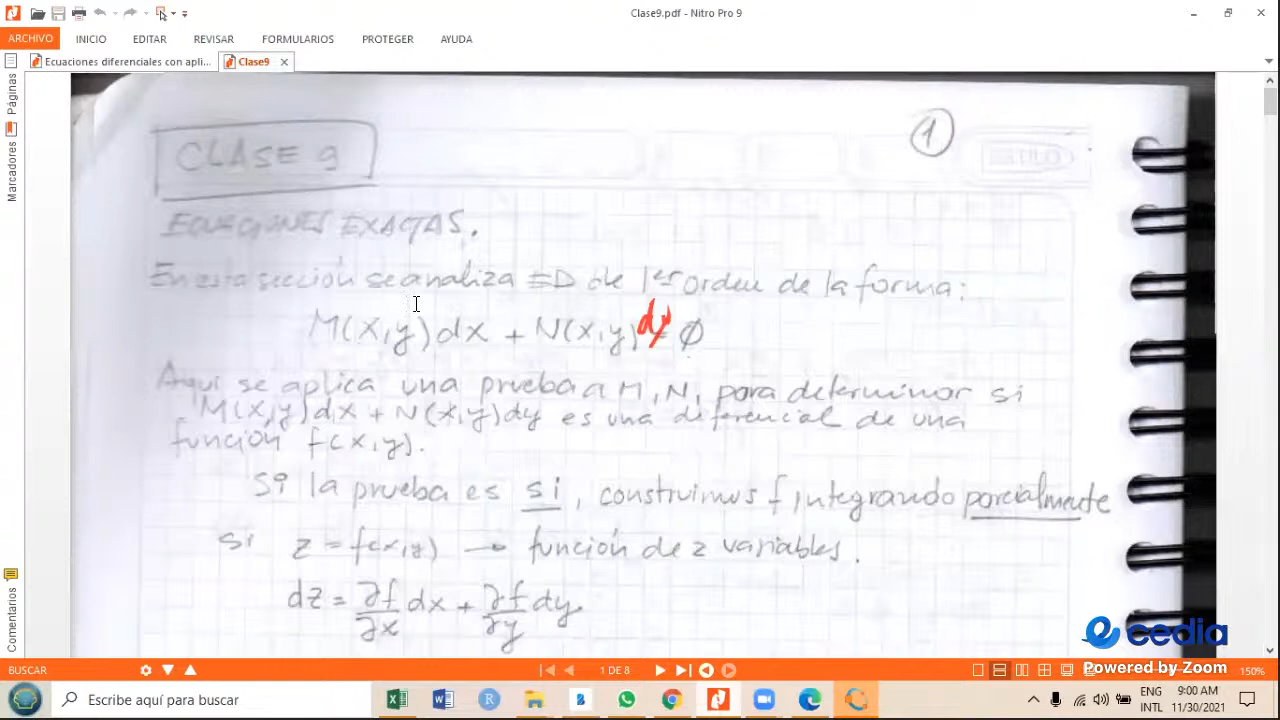 Clase9.pdf - Nitro Pro 9
ARCHIVO INICIO EDITAR REVISAR FORMULARIOS PROTEGER AYUDA
Ecuaciones diferenciales con apli... Clase9
Páginas
Marcadores
Comentarios
1
CLASE 9
ESTILO
ECUACIONES EXACTAS.
En esta sección se analiza ED de 1er orden de la forma:
M(x,y)dx + N(x,y)dy = ∅
Aquí se aplica una prueba a M, N, para determinar si
M(x,y)dx + N(x,y)dy es una diferencial de una
función f(x,y).
Si la prueba es si, construimos f integrando parcialmente
si z = f(x,y) → función de 2 variables.
dz = ∂f/∂x dx + ∂f/∂y dy.
cedia
Powered by Zoom
BUSCAR 1 DE 8 150%
Escribe aquí para buscar
ENG 9:00 AM
INTL 11/30/2021